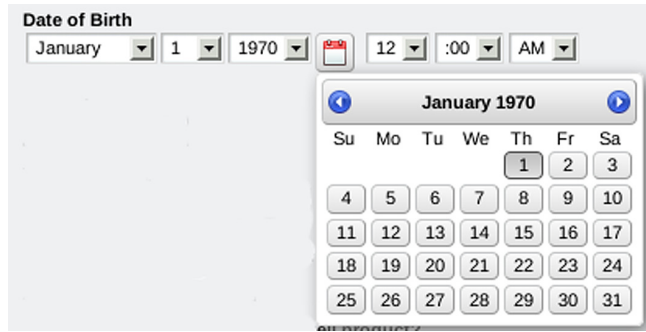 Date of Birth
January 1 1970 12 :00 AM
January 1970
Su Mo Tu We Th Fr Sa
1 2 3
4 5 6 7 8 9 10
11 12 13 14 15 16 17
18 19 20 21 22 23 24
25 26 27 28 29 30 31
product?